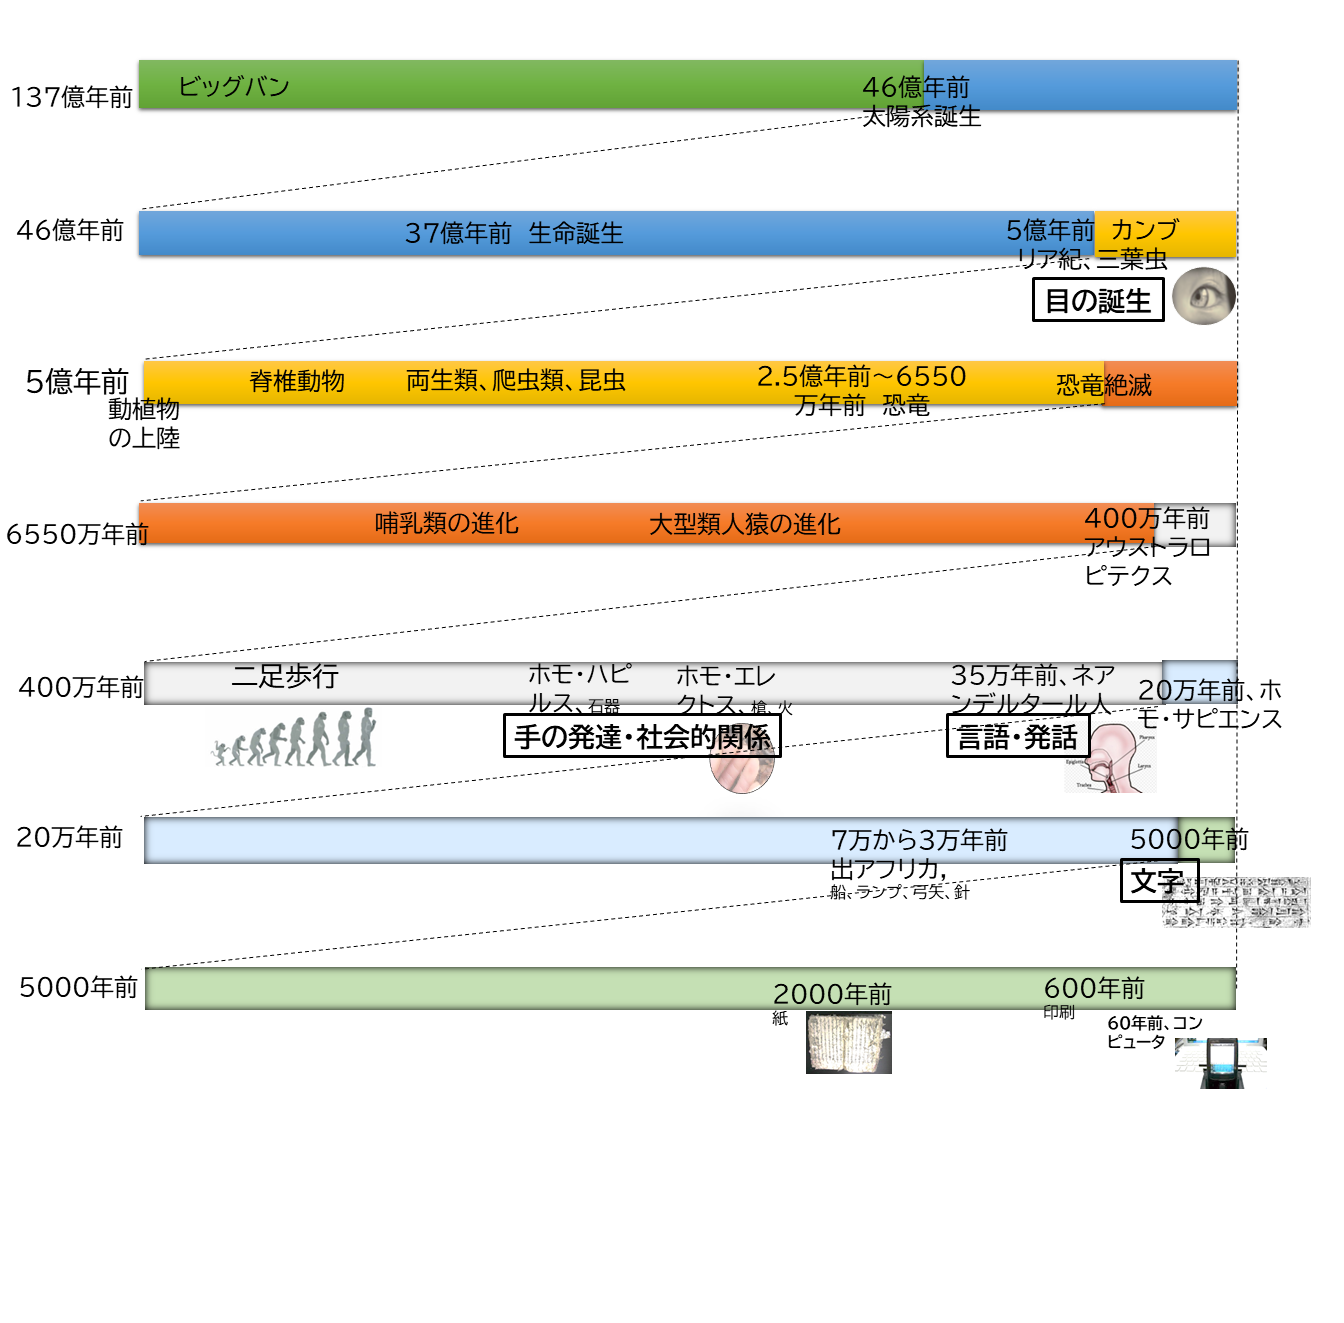 137億年前
ビッグバン
46億年前
太陽系誕生
46億年前
37億年前　生命誕生
5億年前　カンブ
リア紀、三葉虫
目の誕生
5億年前
動植物
の上陸
脊椎動物
両生類、爬虫類、昆虫
2.5億年前～6550
万年前　恐竜
恐竜絶滅
6550万年前
哺乳類の進化
大型類人猿の進化
400万年前
アウストラロ
ピテクス
400万年前
二足歩行
ホモ・ハピ
ルス、石器
ホモ・エレ
クトス、槍、火
手の発達・社会的関係
35万年前、ネア
ンデルタール人
言語・発話
20万年前、ホ
モ・サピエンス
Pharynx
Epiglottis
Larynx
Trachea
20万年前
7万から3万年前
出アフリカ，
船、ランプ、弓矢、針
5000年前
文字
5000年前
2000年前
紙
600年前
印刷
60年前、コン
ピュータ